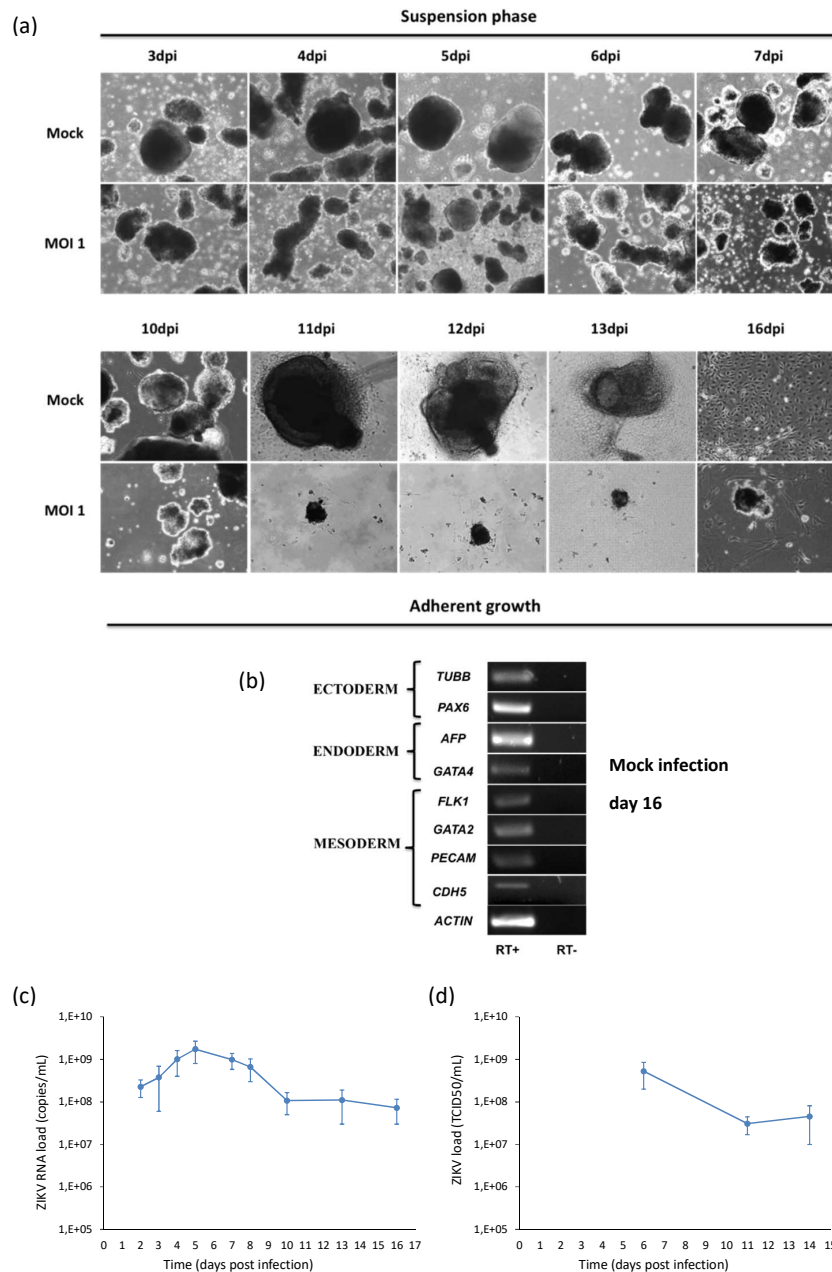 (a)
Suspension phase
3dpi 4dpi 5dpi 6dpi 7dpi
Mock
MOI 1
10dpi 11dpi 12dpi 13dpi 16dpi
Mock
MOI 1
Adherent growth
(b)
ECTODERM
TUBB
PAX6
ENDODERM
AFP
GATA4
MESODERM
FLK1
GATA2
PECAM
CDH5
ACTIN
RT+ RT-
Mock infection
day 16
(c)
ZIKV RNA load (copies/mL)
1,E+10
1,E+09
1,E+08
1,E+07
1,E+06
1,E+05
0 1 2 3 4 5 6 7 8 9 10 11 12 13 14 15 16 17
Time (days post infection)
(d)
ZIKV load (TCID50/mL)
1,E+10
1,E+09
1,E+08
1,E+07
1,E+06
1,E+05
0 1 2 3 4 5 6 7 8 9 10 11 12 13 14 15
Time (days post infection)